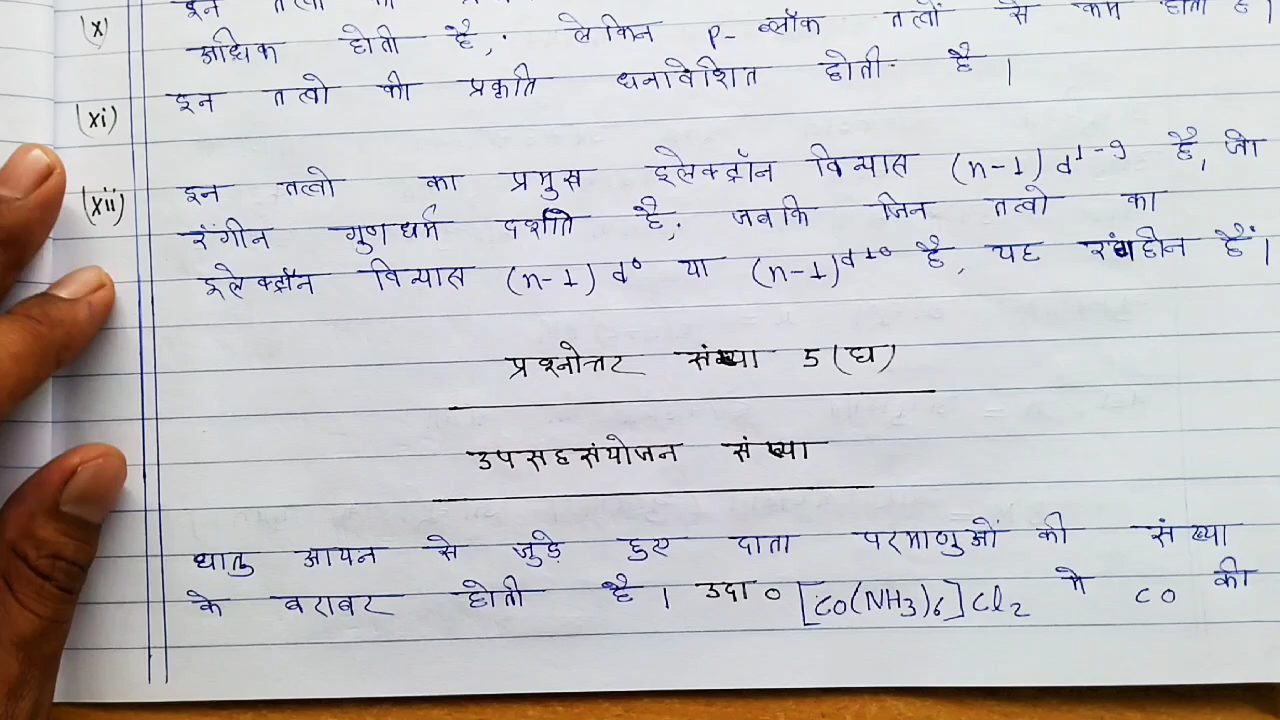 (x) अधिक होती है, लेकिन p- ब्लॉक तत्वों से कम होती है।
(xi) इन तत्वो की प्रकृति धनावेशित होती है।
(xii) इन तत्वो का प्रमुस इलेक्ट्रॉन विन्यास (n-1) d¹⁻⁹ है, जो
रंगीन गुणधर्म दर्शाते है, जबकि जिन तत्वो का
इलेक्ट्रॉन विन्यास (n-1) d⁰ या (n-1) d¹⁰ है, यह रंगहीन हैं।
प्रश्नोत्तर संख्या 5 (घ)
उपसहसंयोजन संख्या
धातु आयन से जुड़े हुए दाता परमाणुओं की संख्या
के बराबर होती है। उदा० [CO(NH3)6]Cl2 मे CO की